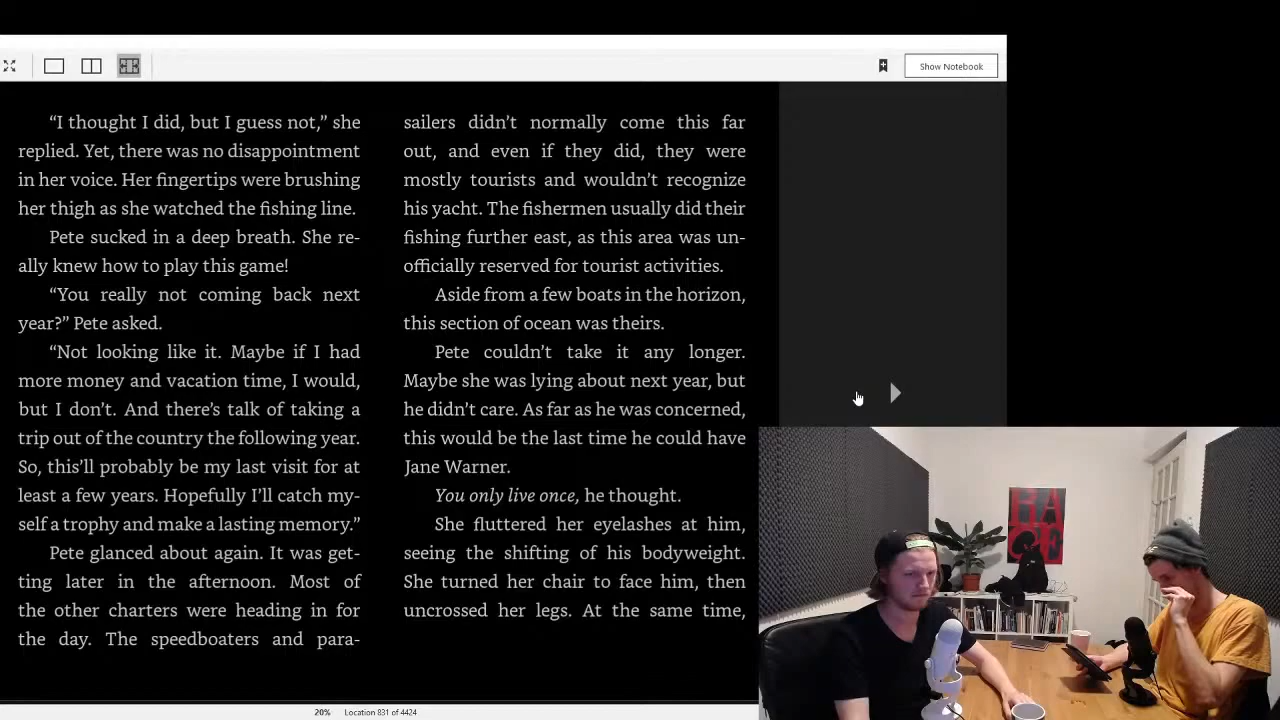 Show Notebook
“I thought I did, but I guess not,” she
replied. Yet, there was no disappointment
in her voice. Her fingertips were brushing
her thigh as she watched the fishing line.
Pete sucked in a deep breath. She re-
ally knew how to play this game!
“You really not coming back next
year?” Pete asked.
“Not looking like it. Maybe if I had
more money and vacation time, I would,
but I don’t. And there’s talk of taking a
trip out of the country the following year.
So, this’ll probably be my last visit for at
least a few years. Hopefully I’ll catch my-
self a trophy and make a lasting memory.”
Pete glanced about again. It was get-
ting later in the afternoon. Most of
the other charters were heading in for
the day. The speedboaters and para-
sailers didn’t normally come this far
out, and even if they did, they were
mostly tourists and wouldn’t recognize
his yacht. The fishermen usually did their
fishing further east, as this area was un-
officially reserved for tourist activities.
Aside from a few boats in the horizon,
this section of ocean was theirs.
Pete couldn’t take it any longer.
Maybe she was lying about next year, but
he didn’t care. As far as he was concerned,
this would be the last time he could have
Jane Warner.
You only live once, he thought.
She fluttered her eyelashes at him,
seeing the shifting of his bodyweight.
She turned her chair to face him, then
uncrossed her legs. At the same time,
20% Location 831 of 4424